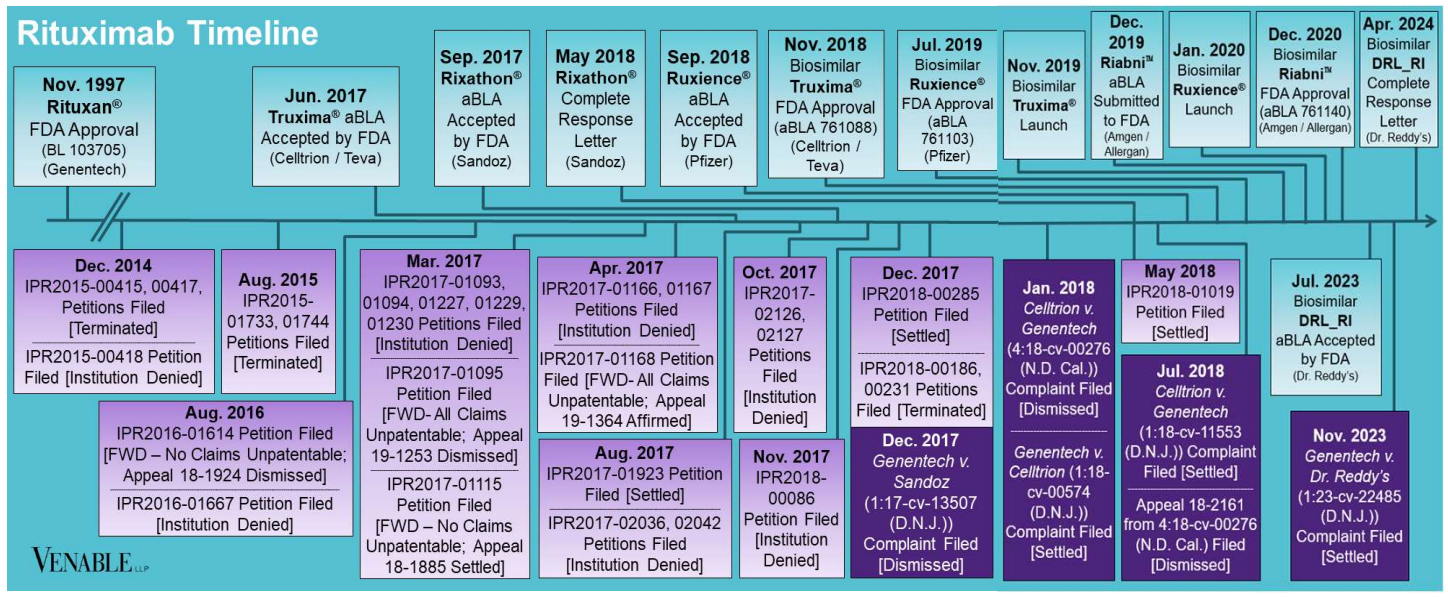 Rituximab Timeline
Nov. 1997
Rituxan®
FDA Approval
(BL 103705)
(Genentech)
Jun. 2017
Truxima® aBLA
Accepted by FDA
(Celltrion / Teva)
Sep. 2017
Rixathon®
aBLA
Accepted
by FDA
(Sandoz)
May 2018
Rixathon®
Complete
Response
Letter
(Sandoz)
Sep. 2018
Ruxience®
aBLA
Accepted
by FDA
(Pfizer)
Nov. 2018
Biosimilar
Truxima®
FDA Approval
(aBLA 761088)
(Celltrion /
Teva)
Jul. 2019
Biosimilar
Ruxience®
FDA Approval
(aBLA
761103)
(Pfizer)
Nov. 2019
Biosimilar
Truxima®
Launch
Dec.
2019
Riabni™
aBLA
Submitted
to FDA
(Amgen /
Allergan)
Jan. 2020
Biosimilar
Ruxience®
Launch
Dec. 2020
Biosimilar
Riabni™
FDA Approval
(aBLA 761140)
(Amgen / Allergan)
Apr. 2024
Biosimilar
DRL_RI
Complete
Response
Letter
(Dr. Reddy's)
Dec. 2014
IPR2015-00415, 00417,
Petitions Filed
[Terminated]
IPR2015-00418 Petition
Filed [Institution Denied]
Aug. 2015
IPR2015-
01733, 01744
Petitions Filed
[Terminated]
Aug. 2016
IPR2016-01614 Petition Filed
[FWD – No Claims Unpatentable;
Appeal 18-1924 Dismissed]
IPR2016-01667 Petition Filed
[Institution Denied]
Mar. 2017
IPR2017-01093,
01094, 01227, 01229,
01230 Petitions Filed
[Institution Denied]
IPR2017-01095
Petition Filed
[FWD- All Claims
Unpatentable; Appeal
19-1253 Dismissed]
IPR2017-01115
Petition Filed
[FWD – No Claims
Unpatentable; Appeal
18-1885 Settled]
Apr. 2017
IPR2017-01166, 01167
Petitions Filed
[Institution Denied]
IPR2017-01168 Petition
Filed [FWD- All Claims
Unpatentable; Appeal
19-1364 Affirmed]
Aug. 2017
IPR2017-01923 Petition
Filed [Settled]
IPR2017-02036, 02042
Petitions Filed
[Institution Denied]
Oct. 2017
IPR2017-
02126,
02127
Petitions
Filed
[Institution
Denied]
Nov. 2017
IPR2018-
00086
Petition Filed
[Institution
Denied]
Dec. 2017
IPR2018-00285
Petition Filed
[Settled]
IPR2018-00186,
00231 Petitions
Filed [Terminated]
Dec. 2017
Genentech v.
Sandoz
(1:17-cv-13507
(D.N.J.))
Complaint Filed
[Dismissed]
Jan. 2018
Celltrion v.
Genentech
(4:18-cv-00276
(N.D. Cal.)
Complaint Filed
[Dismissed]
Genentech v.
Celltrion (1:18-
cv-00574
(D.N.J.))
Complaint Filed
[Settled]
May 2018
IPR2018-01019
Petition Filed
[Settled]
Jul. 2018
Celltrion v.
Genentech
(1:18-cv-11553
(D.N.J.)) Complaint
Filed [Settled]
Appeal 18-2161
from 4:18-cv-00276
(N.D. Cal.) Filed
[Dismissed]
Jul. 2023
Biosimilar
DRL_RI
aBLA Accepted
by FDA
(Dr. Reddy's)
Nov. 2023
Genentech v.
Dr. Reddy's
(1:23-cv-22485
(D.N.J.))
Complaint Filed
[Settled]
VENABLE LLP